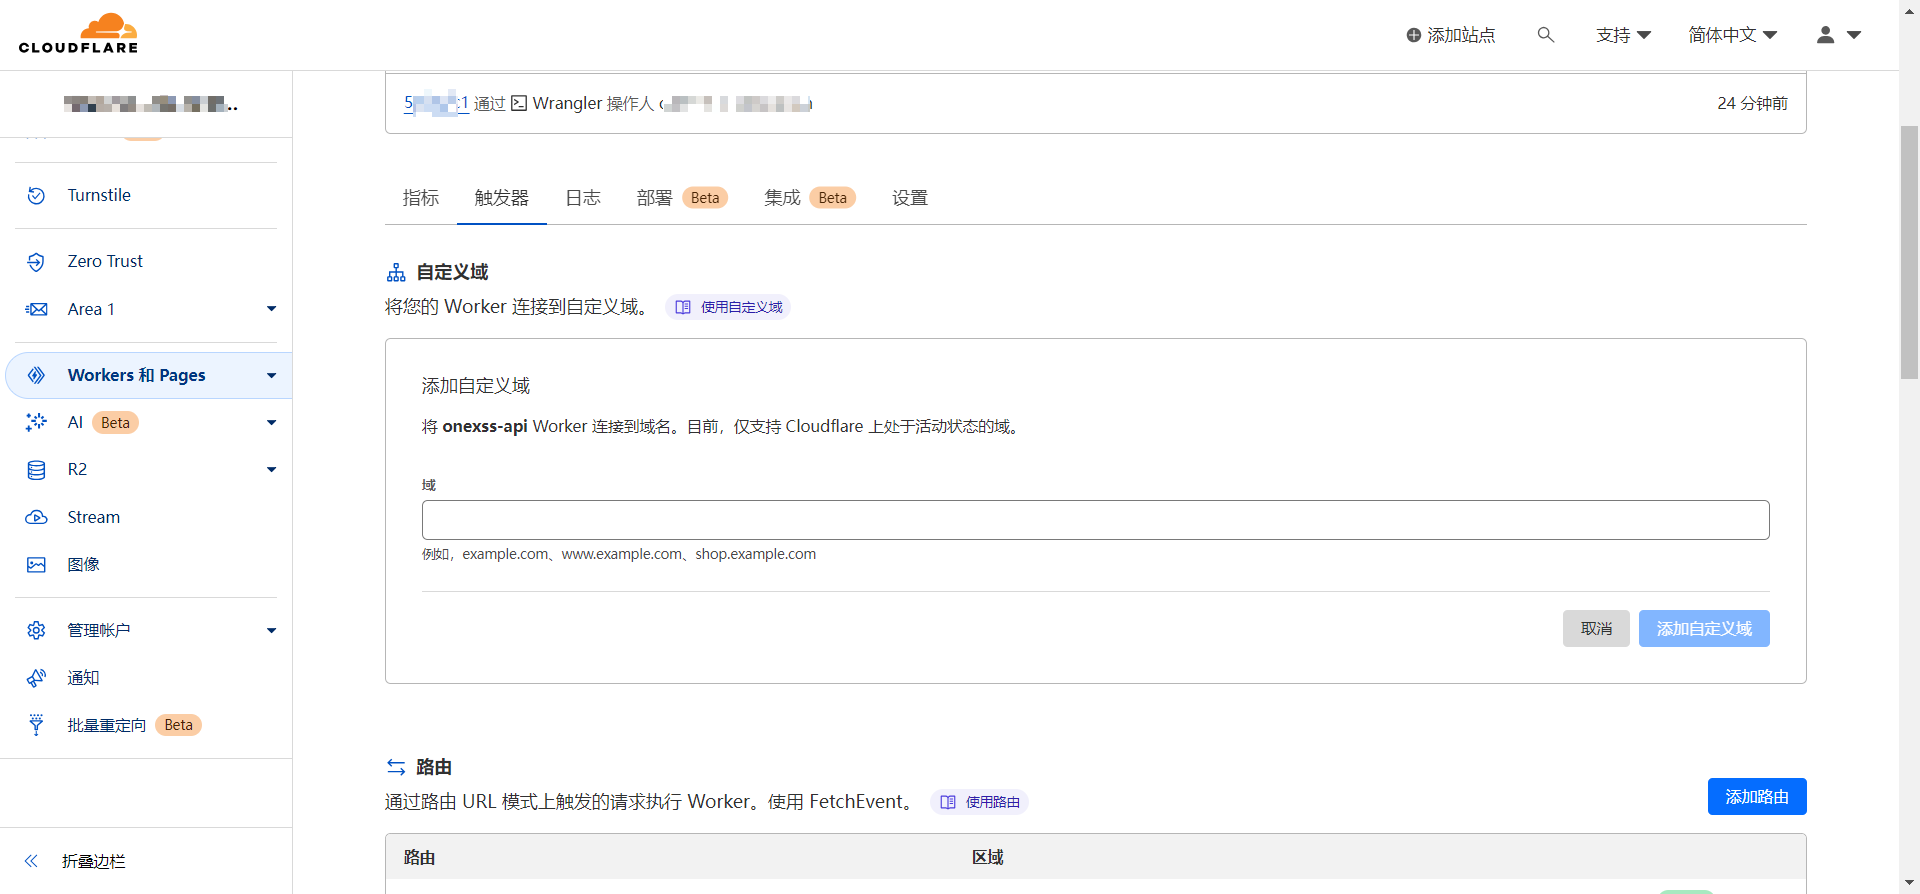 CLOUDFLARE
添加站点
支持
简体中文
通过 Wrangler 操作人
24 分钟前
Turnstile
Zero Trust
Area 1
Workers 和 Pages
AI Beta
R2
Stream
图像
管理帐户
通知
批量重定向 Beta
折叠边栏
指标 触发器 日志 部署 Beta 集成 Beta 设置
自定义域
将您的 Worker 连接到自定义域。 使用自定义域
添加自定义域
将 onexss-api Worker 连接到域名。目前，仅支持 Cloudflare 上处于活动状态的域。
域
例如，example.com、www.example.com、shop.example.com
取消 添加自定义域
路由
通过路由 URL 模式上触发的请求执行 Worker。使用 FetchEvent。 使用路由
添加路由
路由 区域